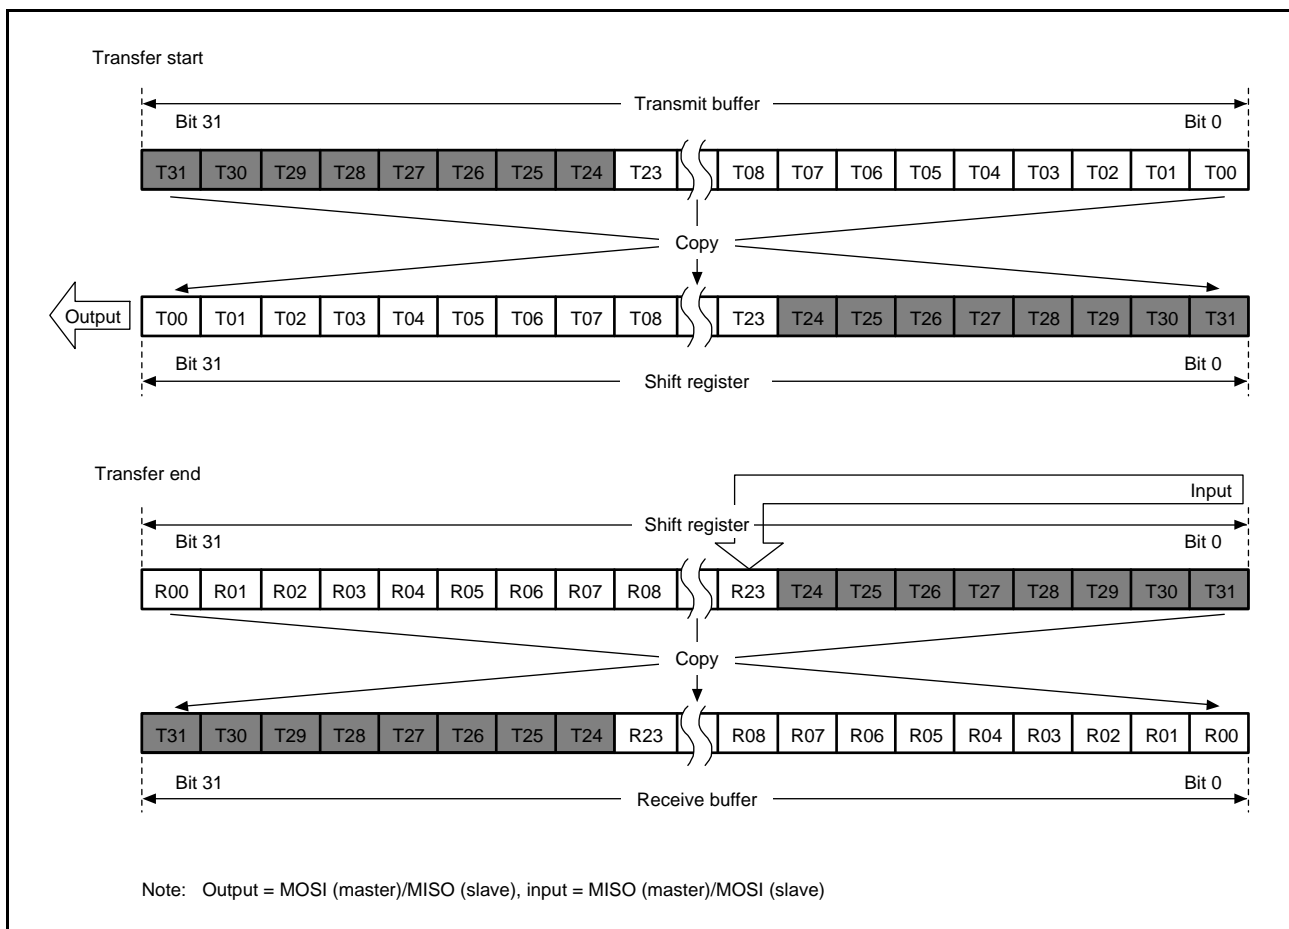 Transfer start
Transmit buffer
Bit 31 Bit 0
T31 T30 T29 T28 T27 T26 T25 T24 T23 T08 T07 T06 T05 T04 T03 T02 T01 T00
Copy
Output T00 T01 T02 T03 T04 T05 T06 T07 T08 T23 T24 T25 T26 T27 T28 T29 T30 T31
Bit 31 Bit 0
Shift register
Transfer end
Input
Shift register
Bit 31 Bit 0
R00 R01 R02 R03 R04 R05 R06 R07 R08 R23 T24 T25 T26 T27 T28 T29 T30 T31
Copy
T31 T30 T29 T28 T27 T26 T25 T24 R23 R08 R07 R06 R05 R04 R03 R02 R01 R00
Bit 31 Bit 0
Receive buffer
Note: Output = MOSI (master)/MISO (slave), input = MISO (master)/MOSI (slave)